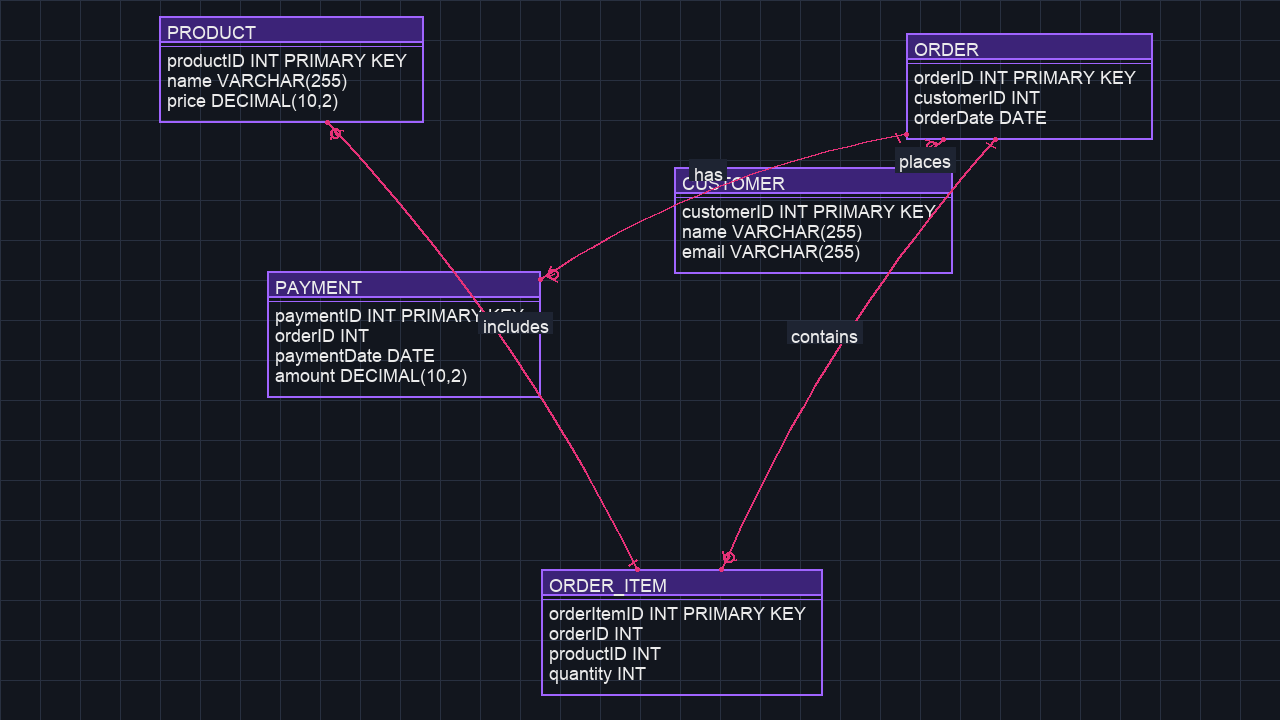 PRODUCT
productID INT PRIMARY KEY
name VARCHAR(255)
price DECIMAL(10,2)
ORDER
orderID INT PRIMARY KEY
customerID INT
orderDate DATE
places
has
CUSTOMER
customerID INT PRIMARY KEY
name VARCHAR(255)
email VARCHAR(255)
PAYMENT
paymentID INT PRIMARY KEY
orderID INT
paymentDate DATE
amount DECIMAL(10,2)
includes
contains
ORDER_ITEM
orderItemID INT PRIMARY KEY
orderID INT
productID INT
quantity INT